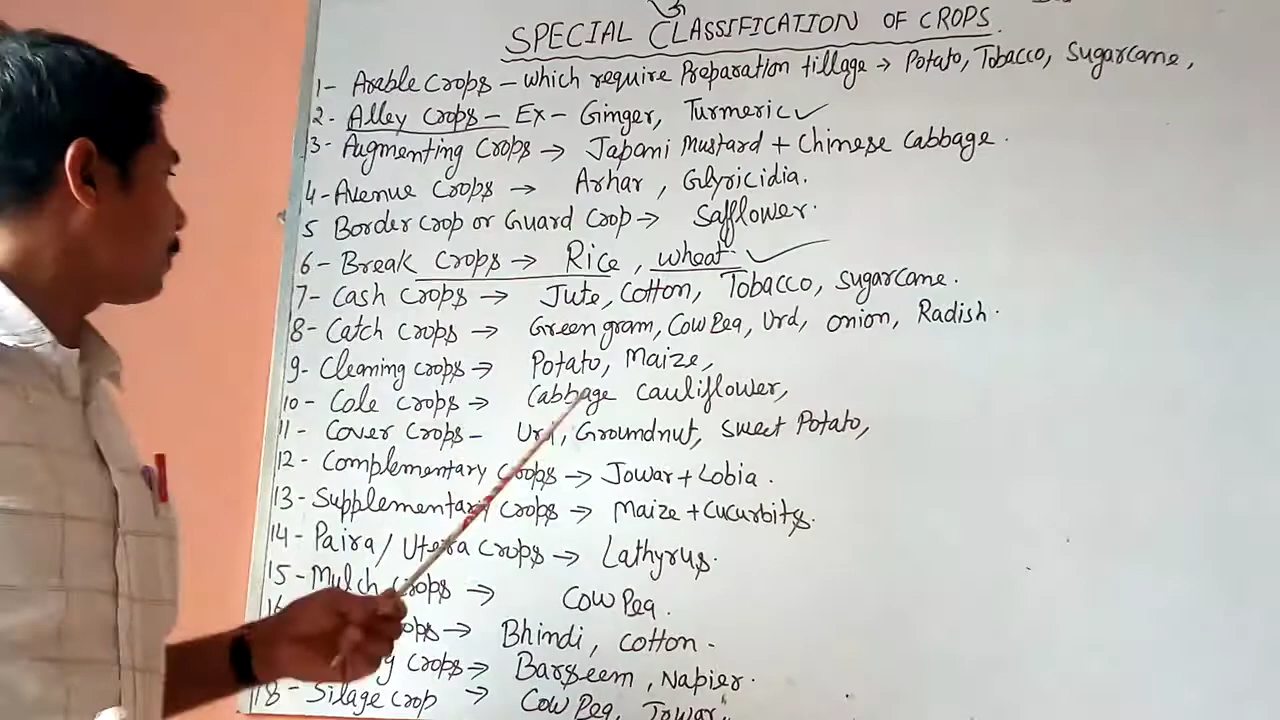 SPECIAL CLASSIFICATION OF CROPS.
1- Arable Crops - which require Preparation tillage → Potato, Tobacco, Sugarcane,
2- Alley Crops - Ex- Ginger, Turmeric ✓
3- Augmenting Crops → Japani Mustard + Chinese Cabbage.
4- Avenue Crops → Arhar, Glyricidia.
5 Border Crop or Guard Crop → Safflower.
6- Break Crops → Rice, wheat ✓
7- Cash Crops → Jute, Cotton, Tobacco, Sugarcane.
8- Catch Crops → Green gram, Cow Pea, Urd, onion, Radish.
9- Cleaning crops → Potato, Maize,
10- Cole Crops → Cabbage cauliflower,
11- Cover Crops - Urd, Groundnut, Sweet Potato,
12- Complementary Crops → Jowar + Lobia.
13- Supplementary Crops → Maize + Cucurbits.
14- Paira / Utera Crops → Lathyrus.
15- Mulch Crops → Cow Pea.
16 ops → Bhindi, Cotton -
g Crops → Barseem, Napier.
18- Silage Crop → Cow Pea, Jowar,